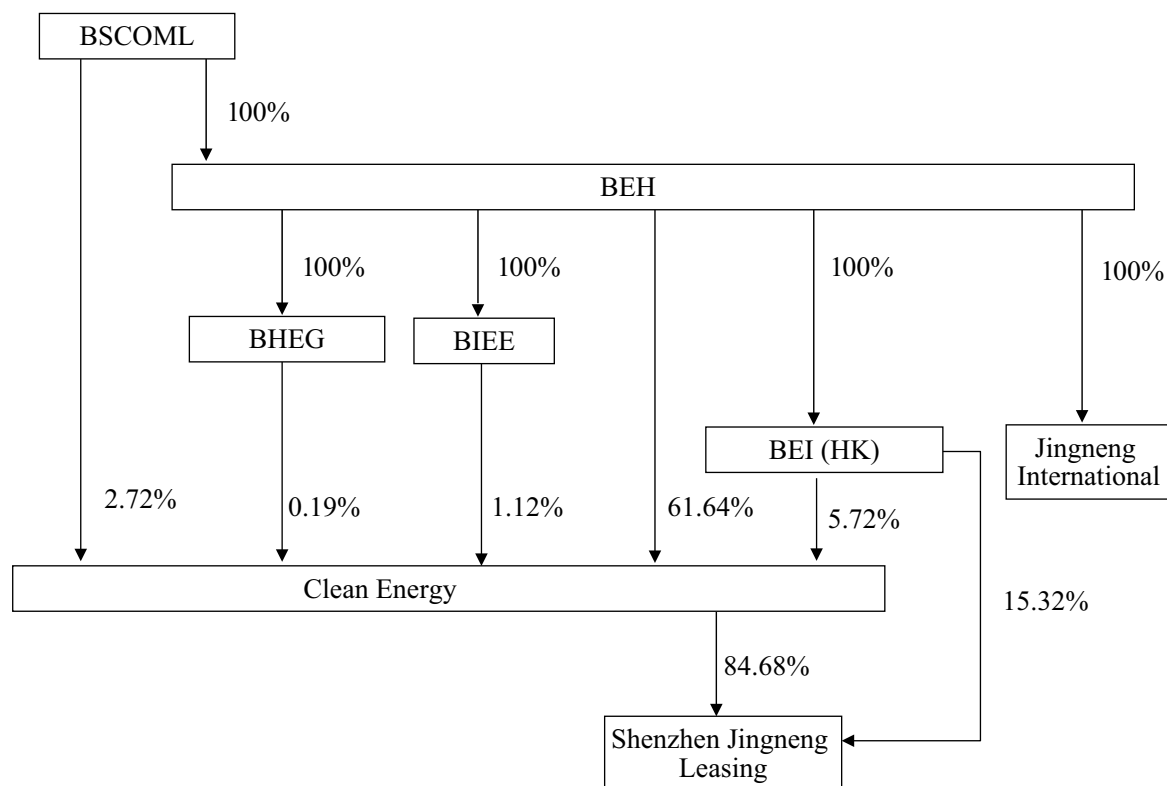 BSCOML
100%
BEH
100%
100%
100%
100%
BHEG
BIEE
BEI (HK)
Jingneng
International
2.72%
0.19%
1.12%
61.64%
5.72%
Clean Energy
15.32%
84.68%
Shenzhen Jingneng
Leasing